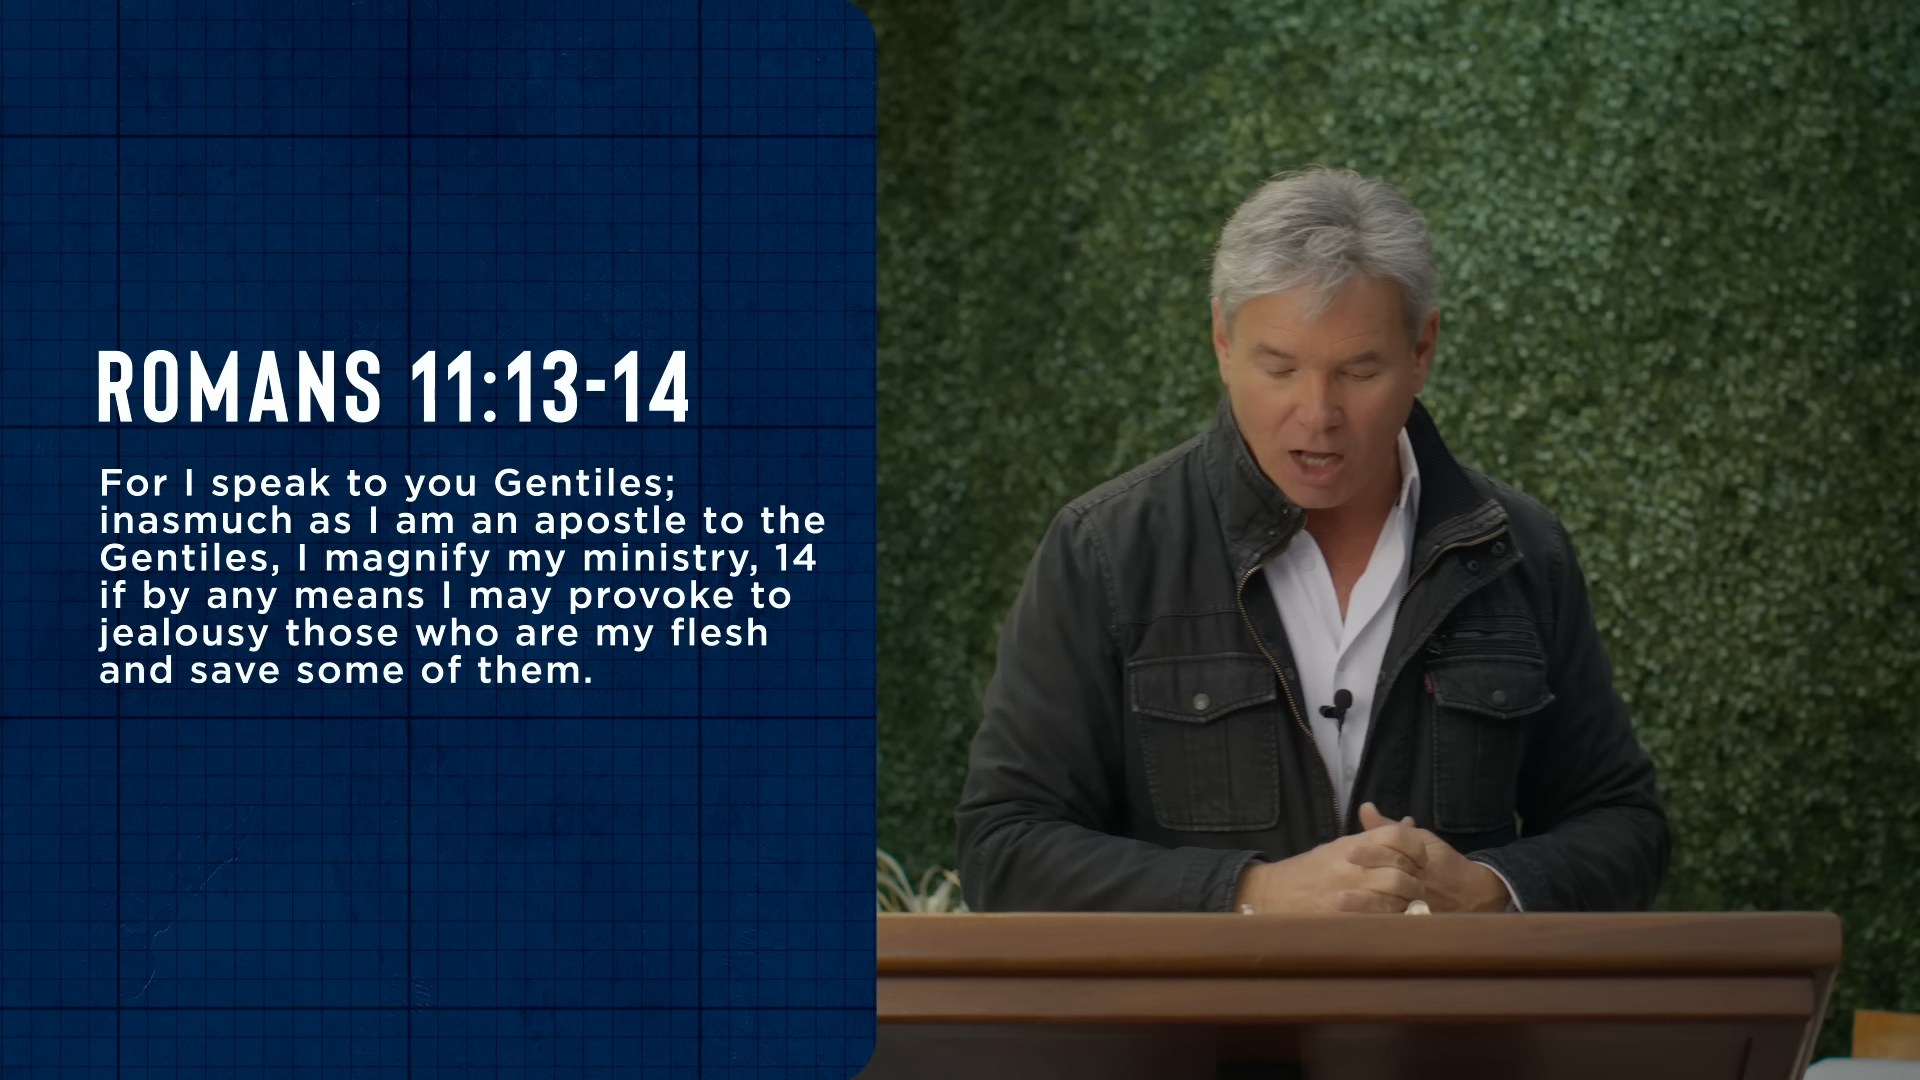 ROMANS 11:13-14
For I speak to you Gentiles;
inasmuch as I am an apostle to the
Gentiles, I magnify my ministry, 14
if by any means I may provoke to
jealousy those who are my flesh
and save some of them.